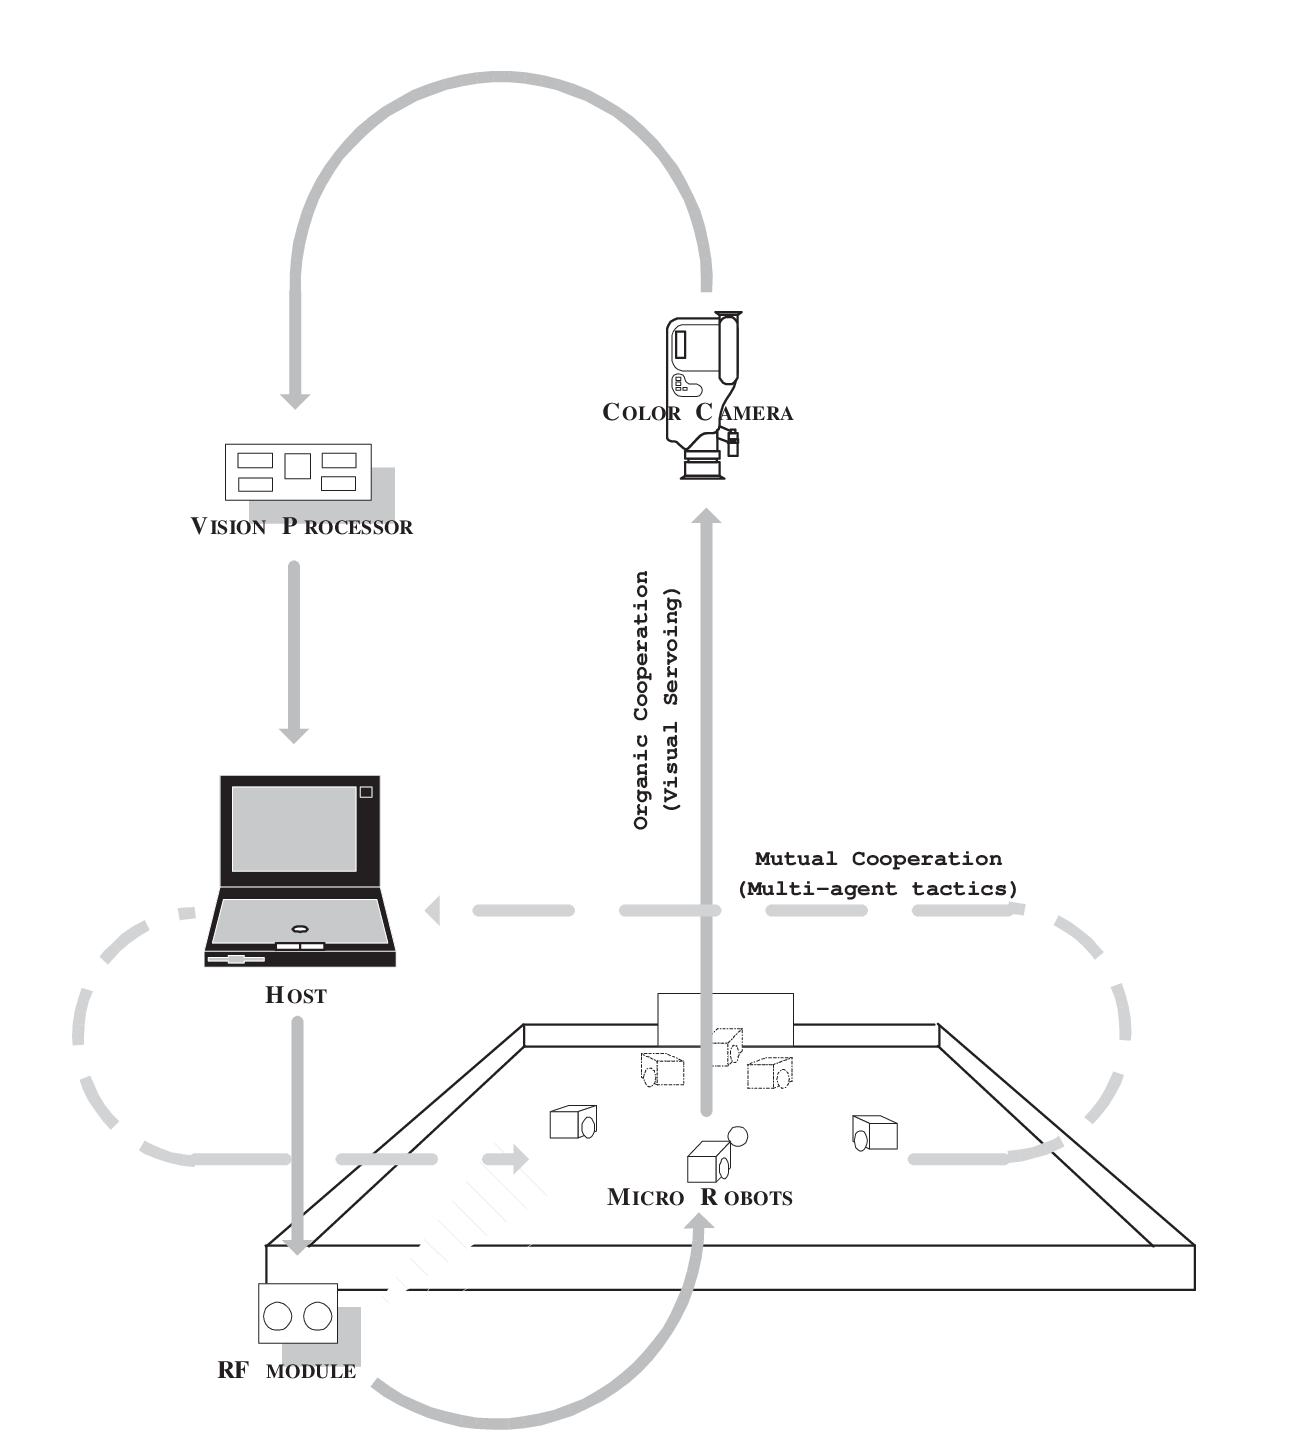 COLOR CAMERA
VISION PROCESSOR
Organic Cooperation
(Visual Servoing)
Mutual Cooperation
(Multi-agent tactics)
HOST
MICRO ROBOTS
RF MODULE